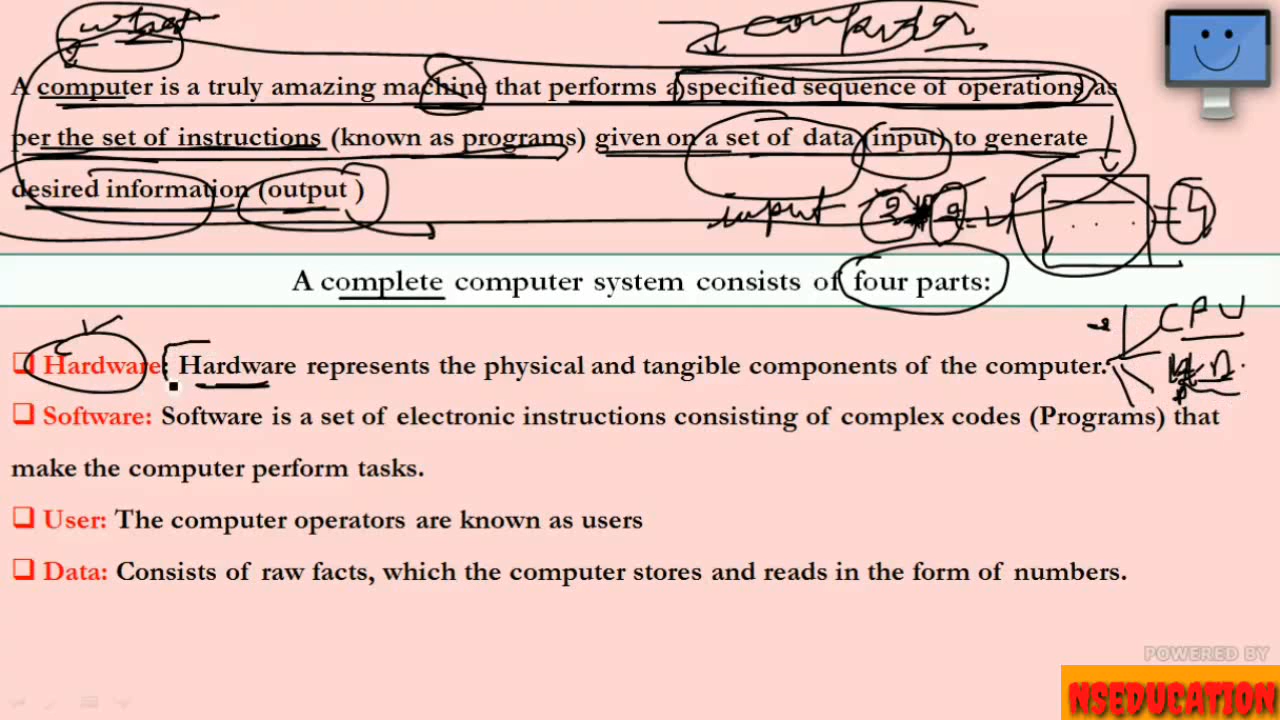 what
computer
A computer is a truly amazing machine that performs a specified sequence of operations as
per the set of instructions (known as programs) given on a set of data (input) to generate
desired information (output )
input 2 + 2 = 4 = 4
A complete computer system consists of four parts:
CPU
❑ Hardware: Hardware represents the physical and tangible components of the computer.
❑ Software: Software is a set of electronic instructions consisting of complex codes (Programs) that
make the computer perform tasks.
❑ User: The computer operators are known as users
❑ Data: Consists of raw facts, which the computer stores and reads in the form of numbers.
POWERED BY
NSEDUCATION